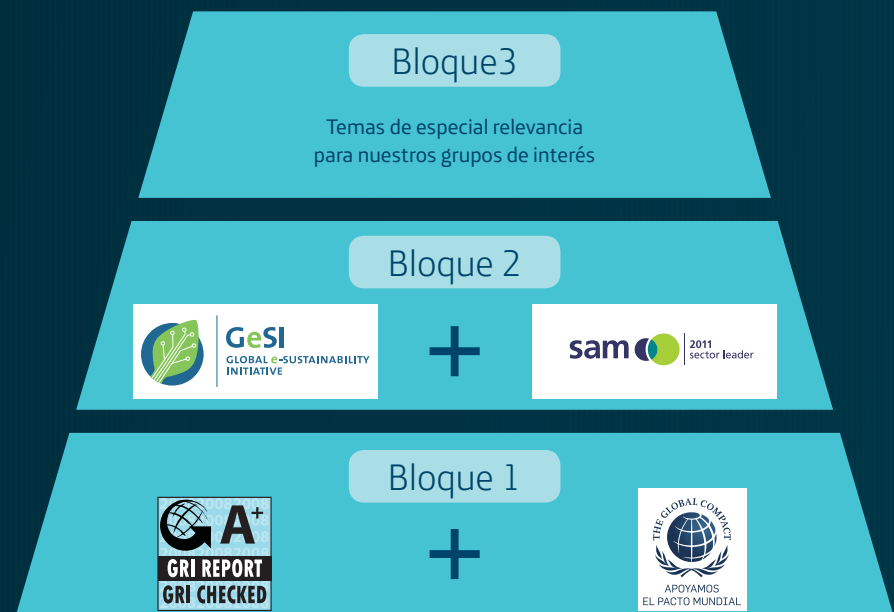 Bloque3
Temas de especial relevancia
para nuestros grupos de interés
Bloque 2
GeSI
GLOBAL e-SUSTAINABILITY
INITIATIVE
+
sam
2011
sector leader
Bloque 1
A+
GRI REPORT
GRI CHECKED
+
THE GLOBAL COMPACT
APOYAMOS
EL PACTO MUNDIAL